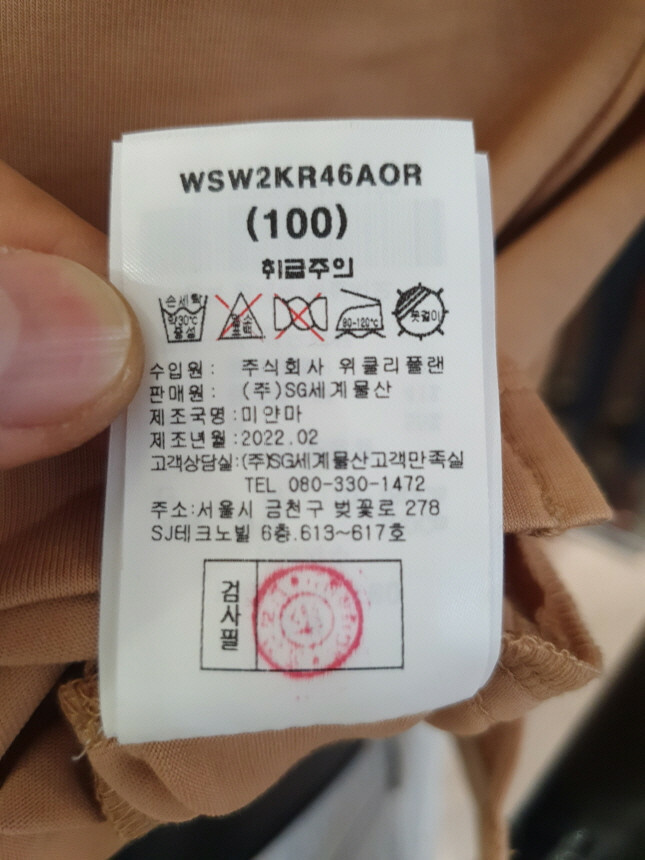 WSW2KR46AOR
(100)
취급주의
손세탁
약30℃
중성
80-120℃
옷걸이
수입원: 주식회사 위클리플랜
판매원: (주)SG세계물산
제조국명:미얀마
제조년월:2022.02
고객상담실:(주)SG세계물산고객만족실
TEL 080-330-1472
주소:서울시 금천구 벚꽃로 278
SJ테크노빌 6층.613~617호
검사필